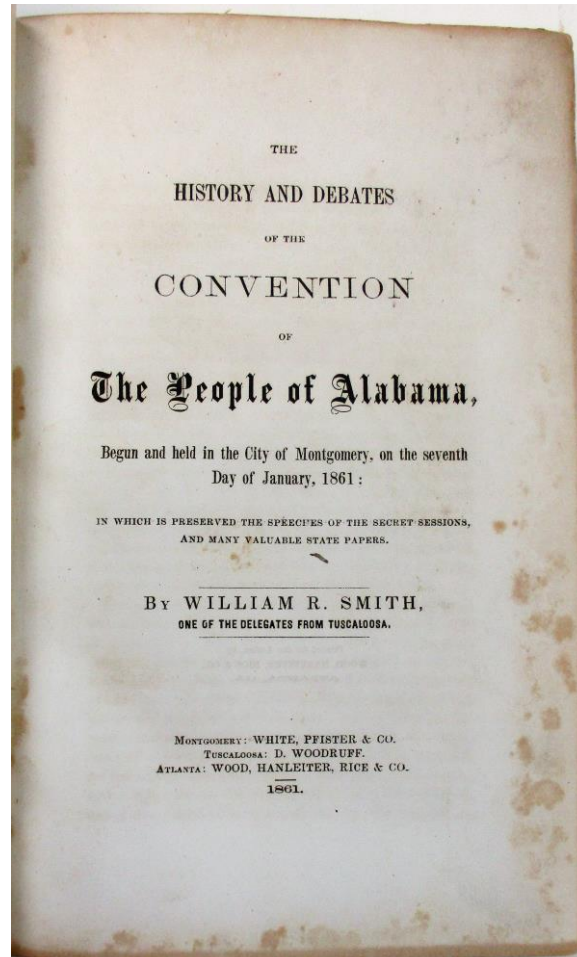 THE
HISTORY AND DEBATES
OF THE
CONVENTION
OF
The People of Alabama,
Begun and held in the City of Montgomery, on the seventh
Day of January, 1861 :
IN WHICH IS PRESERVED THE SPEECHES OF THE SECRET SESSIONS,
AND MANY VALUABLE STATE PAPERS.
BY WILLIAM R. SMITH,
ONE OF THE DELEGATES FROM TUSCALOOSA.
MONTGOMERY: WHITE, PFISTER & CO.
TUSCALOOSA: D. WOODRUFF.
ATLANTA: WOOD, HANLEITER, RICE & CO.
1861.